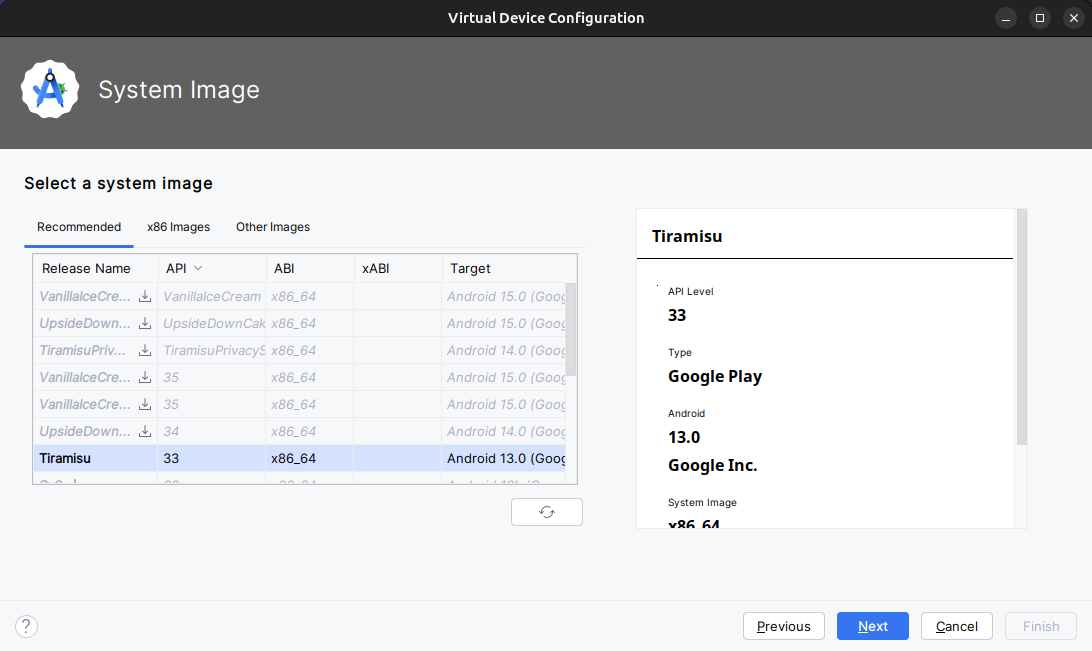 Virtual Device Configuration
System Image
Select a system image
Recommended x86 Images Other Images
Release Name API ABI xABI Target
VanillaIceCre... VanillaIceCream x86_64 Android 15.0 (Goog
UpsideDown... UpsideDownCak x86_64 Android 15.0 (Goog
TiramisuPriv... TiramisuPrivacyS x86_64 Android 14.0 (Goog
VanillaIceCre... 35 x86_64 Android 15.0 (Goog
VanillaIceCre... 35 x86_64 Android 15.0 (Goog
UpsideDown... 34 x86_64 Android 14.0 (Goog
Tiramisu 33 x86_64 Android 13.0 (Goog
Tiramisu
API Level
33
Type
Google Play
Android
13.0
Google Inc.
System Image
x86_64
? Previous Next Cancel Finish